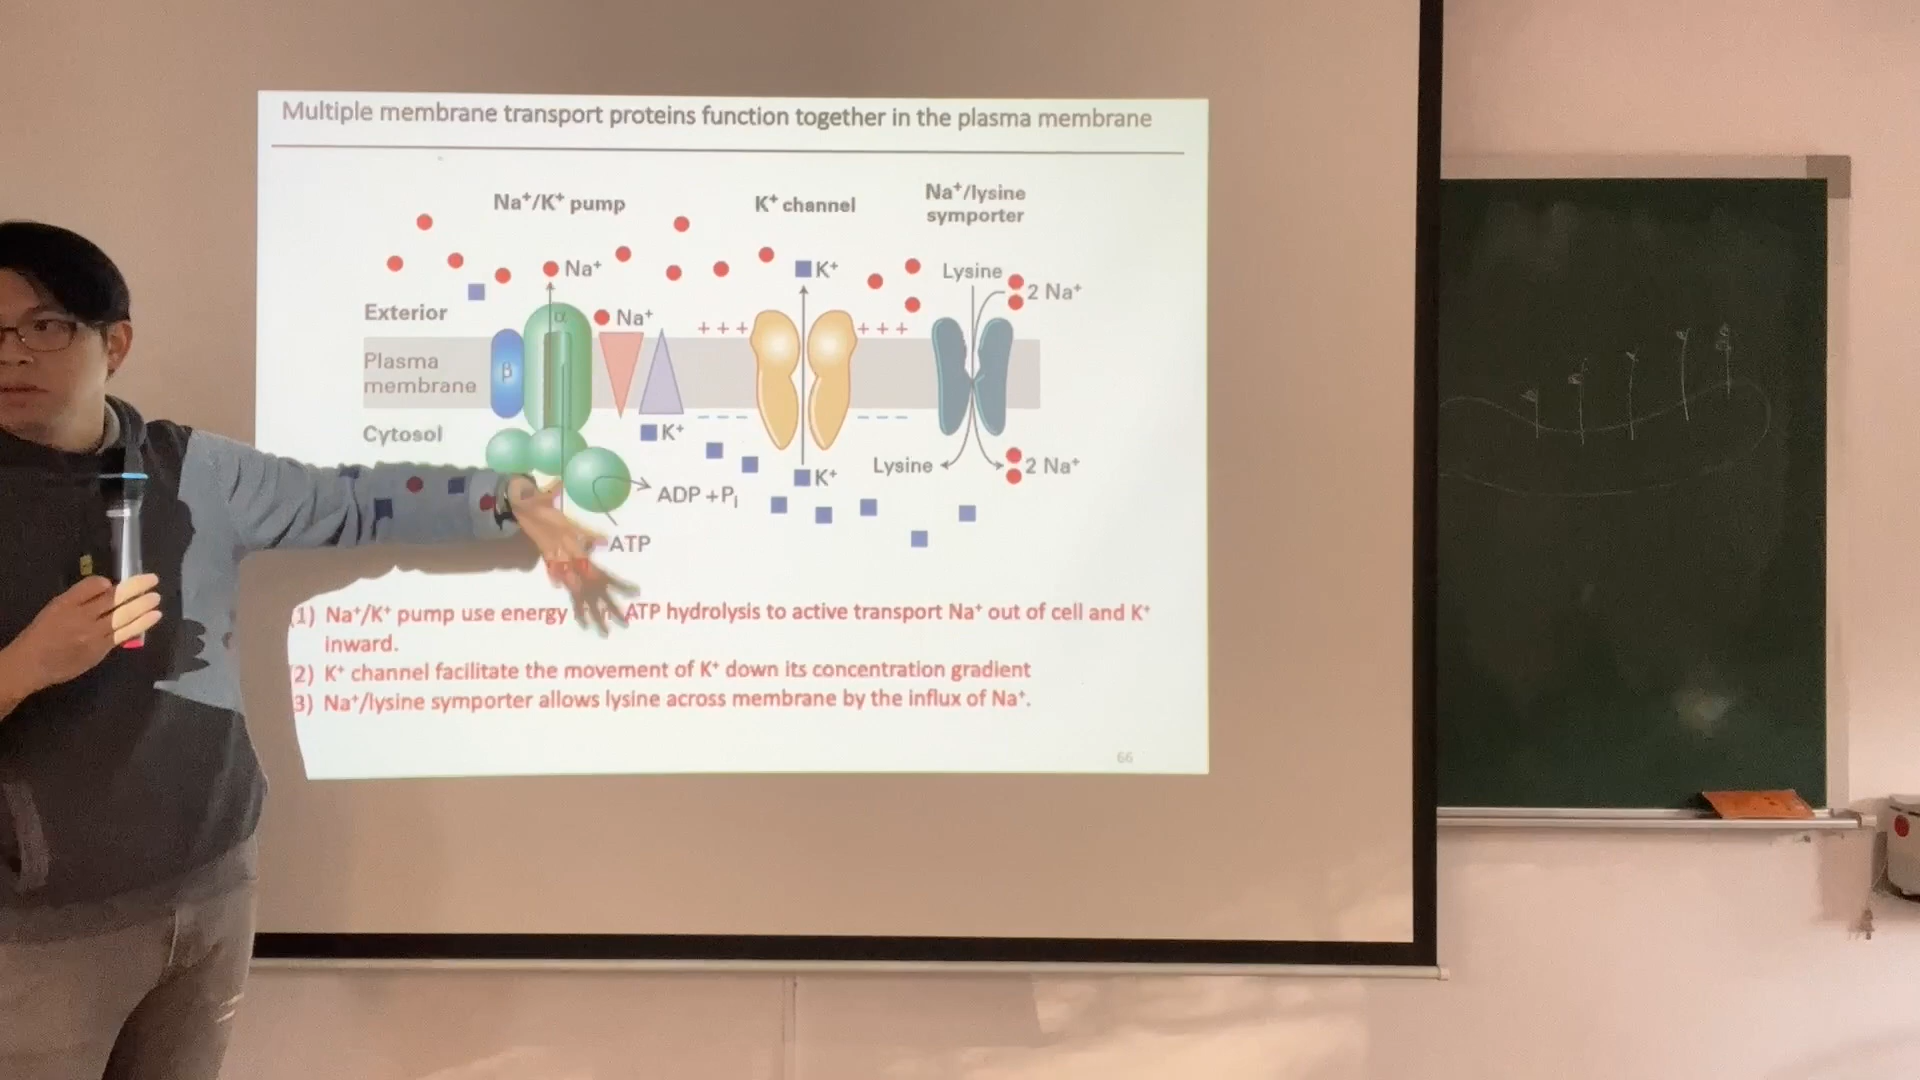 Multiple membrane transport proteins function together in the plasma membrane
Na⁺/K⁺ pump
K⁺ channel
Na⁺/lysine
symporter
Na⁺
K⁺
Lysine
2 Na⁺
Exterior
α
Na⁺
+ + +
+ + +
Plasma
membrane
β
Cytosol
K⁺
– – –
– – –
Lysine
K⁺
2 Na⁺
ADP + Pi
ATP
(1) Na⁺/K⁺ pump use energy ATP hydrolysis to active transport Na⁺ out of cell and K⁺
inward.
(2) K⁺ channel facilitate the movement of K⁺ down its concentration gradient
3) Na⁺/lysine symporter allows lysine across membrane by the influx of Na⁺.
66